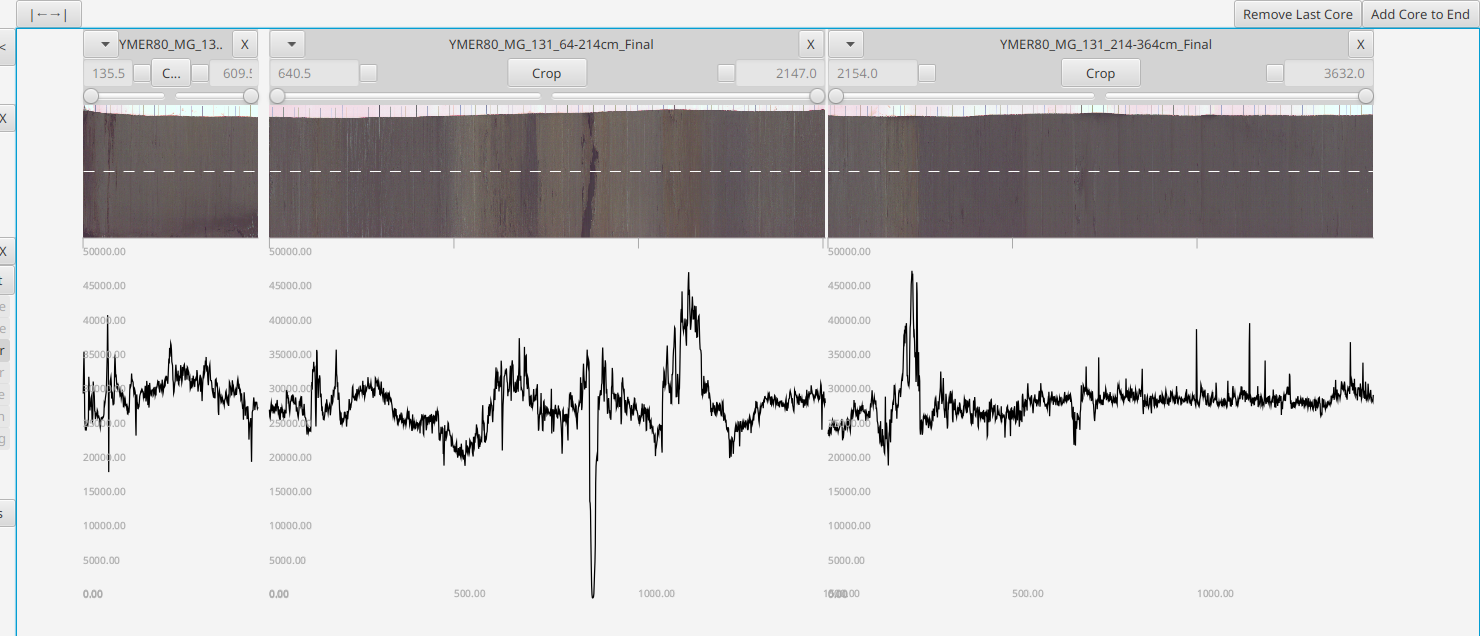 |←→|
Remove Last Core
Add Core to End
<
YMER80_MG_13..
X
YMER80_MG_131_64-214cm_Final
X
YMER80_MG_131_214-364cm_Final
X
135.5
C...
609.5
640.5
Crop
2147.0
2154.0
Crop
3632.0
X
X
t
e
e
r
r
e
n
g
s
50000.00
45000.00
40000.00
35000.00
30000.00
25000.00
20000.00
15000.00
10000.00
5000.00
0.00
50000.00
45000.00
40000.00
35000.00
30000.00
25000.00
20000.00
15000.00
10000.00
5000.00
0.00
500.00
1000.00
50000.00
45000.00
40000.00
35000.00
30000.00
25000.00
20000.00
15000.00
10000.00
5000.00
500.00
1000.00